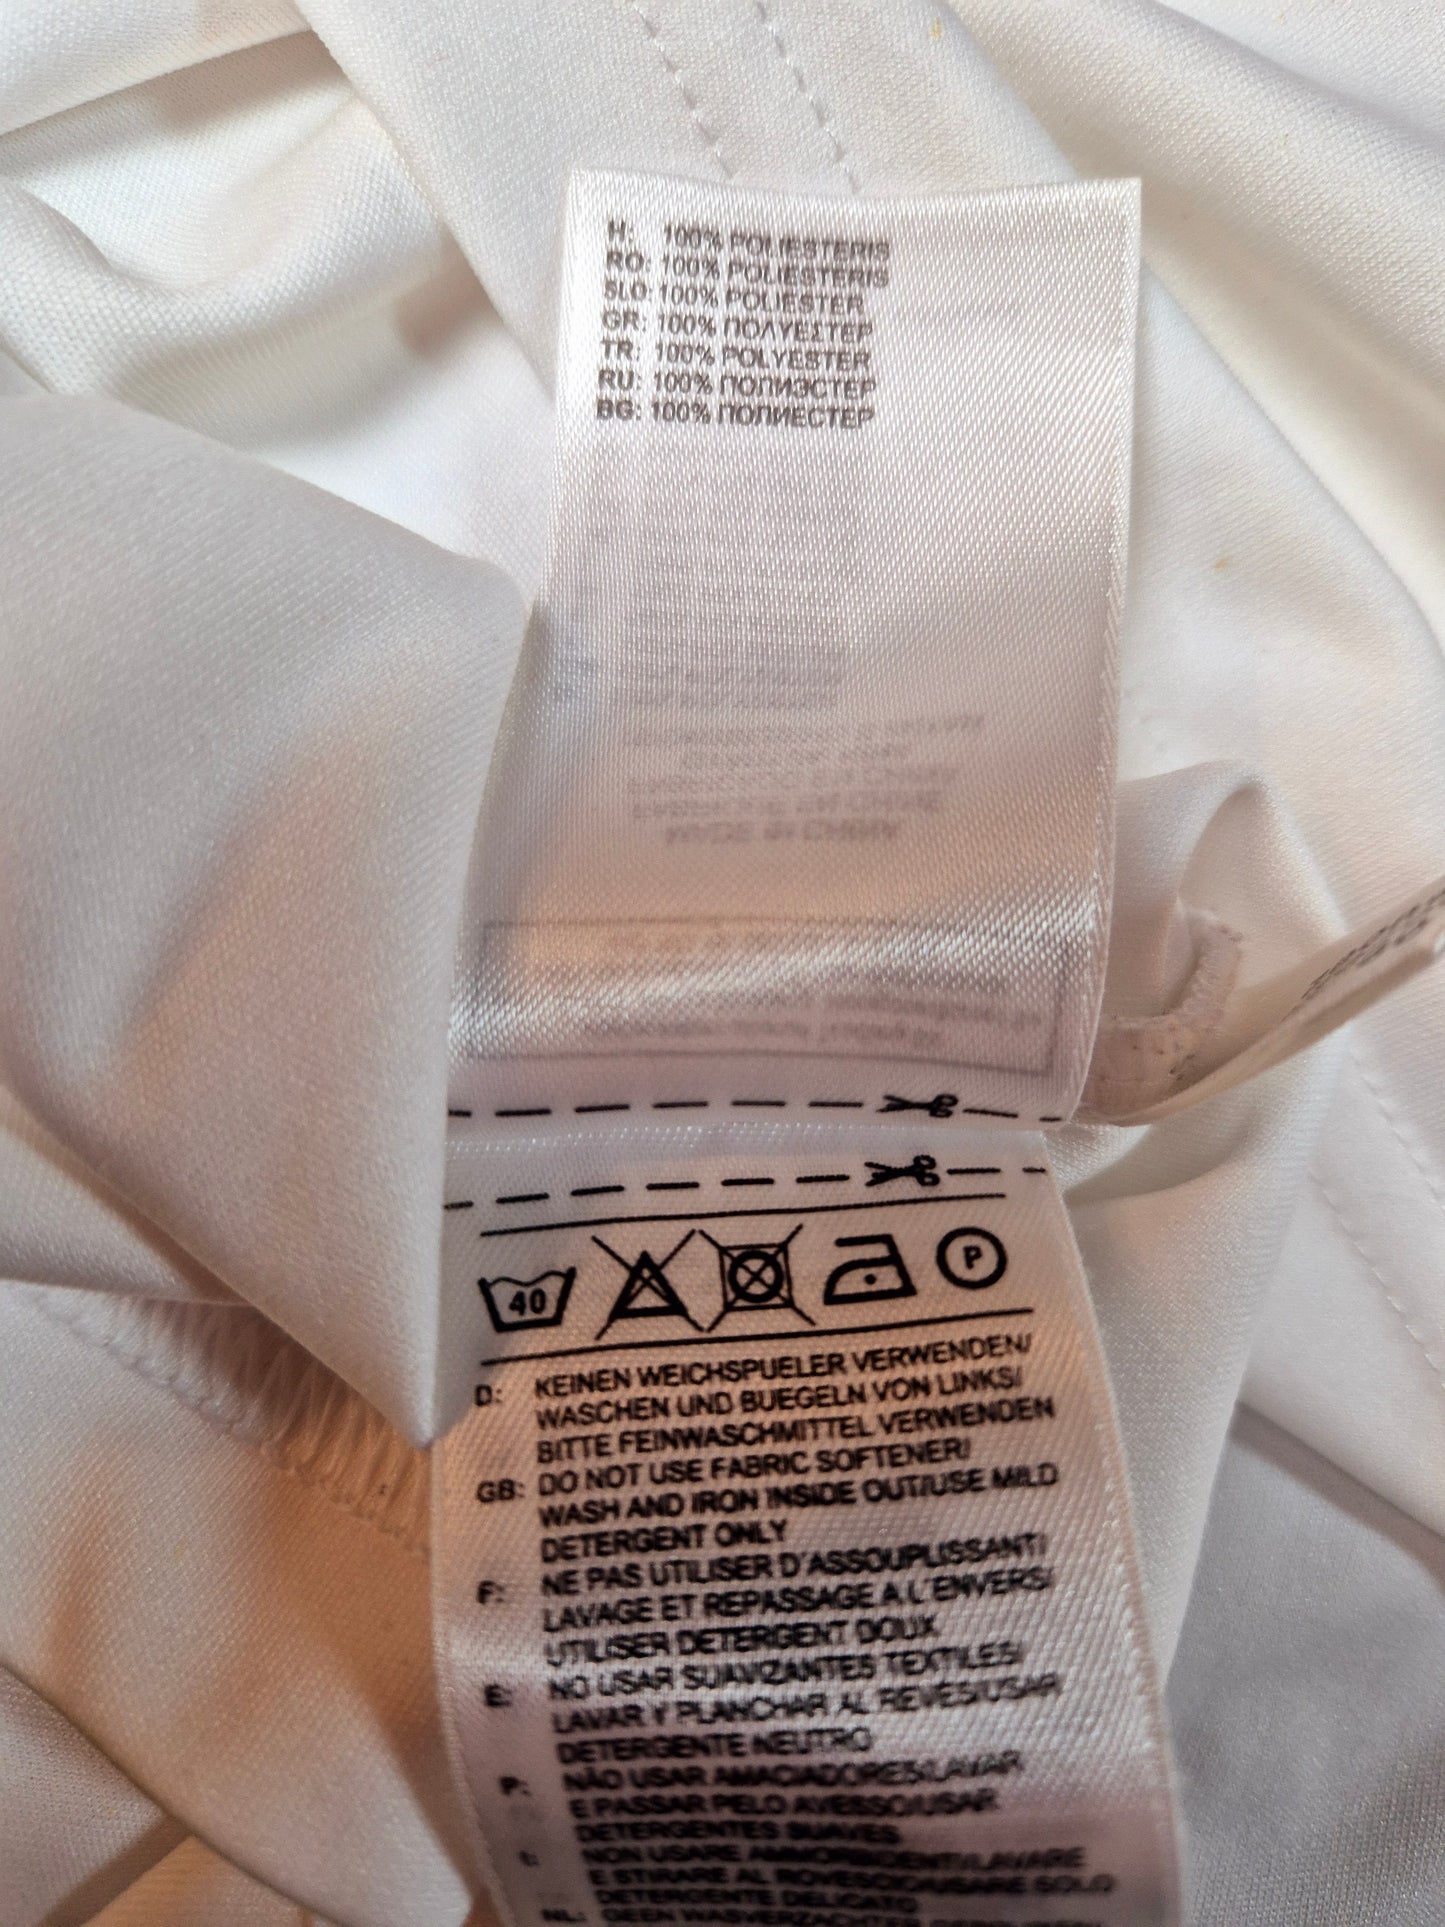 H: 100% POLIESTERIS
RO: 100% POLIESTERIS
SLO: 100% POLIESTER
GR: 100% ΠΟΛΥΕΣΤΕΡ
TR: 100% POLYESTER
RU: 100% ПОЛИЭСТЕР
BG: 100% ПОЛИЕСТЕР
40 P
D: KEINEN WEICHSPUELER VERWENDEN/
WASCHEN UND BUEGELN VON LINKS/
BITTE FEINWASCHMITTEL VERWENDEN
GB: DO NOT USE FABRIC SOFTENER/
WASH AND IRON INSIDE OUT/USE MILD
DETERGENT ONLY
F: NE PAS UTILISER D'ASSOUPLISSANT/
LAVAGE ET REPASSAGE A L'ENVERS/
UTILISER DETERGENT DOUX
E: NO USAR SUAVIZANTES TEXTILES/
LAVAR Y PLANCHAR AL REVES/USAR
DETERGENTE NEUTRO
P: NÃO USAR AMACIADORES/LAVAR
E PASSAR PELO AVESSO/USAR
DETERGENTES SUAVES
I: NON USARE AMMORBIDENTI/LAVARE
E STIRARE AL ROVESCIO/USARE SOLO
DETERGENTE DELICATO
NL: GEEN WASVERZACHTER